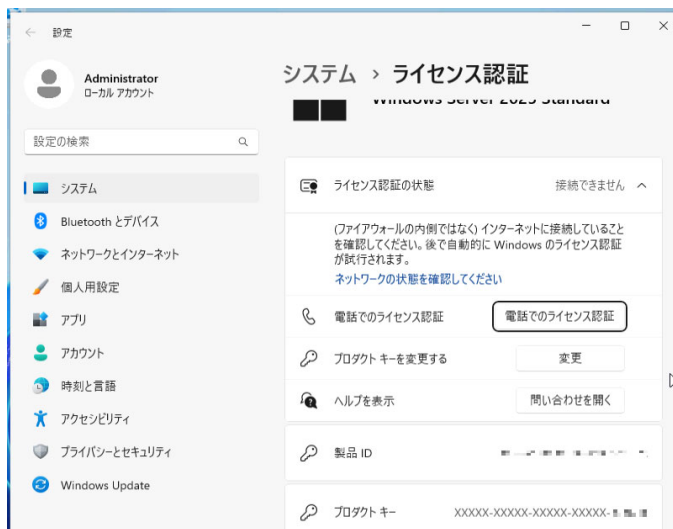 設定
Administrator
ローカル アカウント
設定の検索
システム
Bluetooth とデバイス
ネットワークとインターネット
個人用設定
アプリ
アカウント
時刻と言語
アクセシビリティ
プライバシーとセキュリティ
Windows Update
システム › ライセンス認証
Windows Server 2025 Standard
ライセンス認証の状態 接続できません
(ファイアウォールの内側ではなく) インターネットに接続していること
を確認してください。後で自動的に Windows のライセンス認証
が試行されます。
ネットワークの状態を確認してください
電話でのライセンス認証 電話でのライセンス認証
プロダクト キーを変更する 変更
ヘルプを表示 問い合わせを開く
製品 ID
プロダクト キー XXXXX-XXXXX-XXXXX-XXXXX-